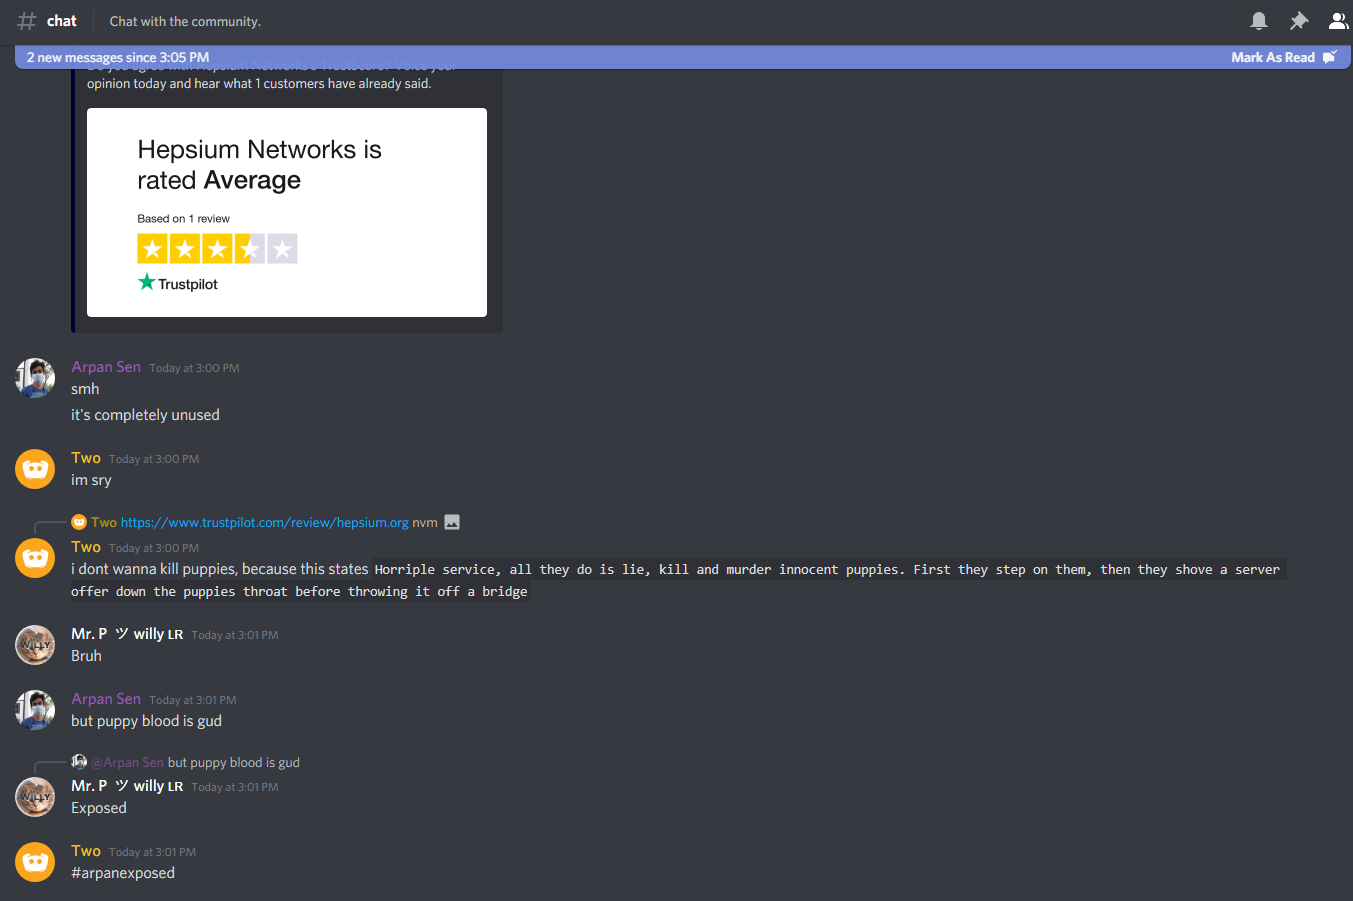 chat Chat with the community.
2 new messages since 3:05 PM Mark As Read
opinion today and hear what 1 customers have already said.
Hepsium Networks is
rated Average
Based on 1 review
Trustpilot
Arpan Sen Today at 3:00 PM
smh
it's completely unused
Two Today at 3:00 PM
im sry
Two https://www.trustpilot.com/review/hepsium.org nvm
Two Today at 3:00 PM
i dont wanna kill puppies, because this states Horriple service, all they do is lie, kill and murder innocent puppies. First they step on them, then they shove a server
offer down the puppies throat before throwing it off a bridge
Mr. P ツ willy LR Today at 3:01 PM
WILLY
Bruh
Arpan Sen Today at 3:01 PM
but puppy blood is gud
@Arpan Sen but puppy blood is gud
Mr. P ツ willy LR Today at 3:01 PM
WILLY
Exposed
Two Today at 3:01 PM
#arpanexposed